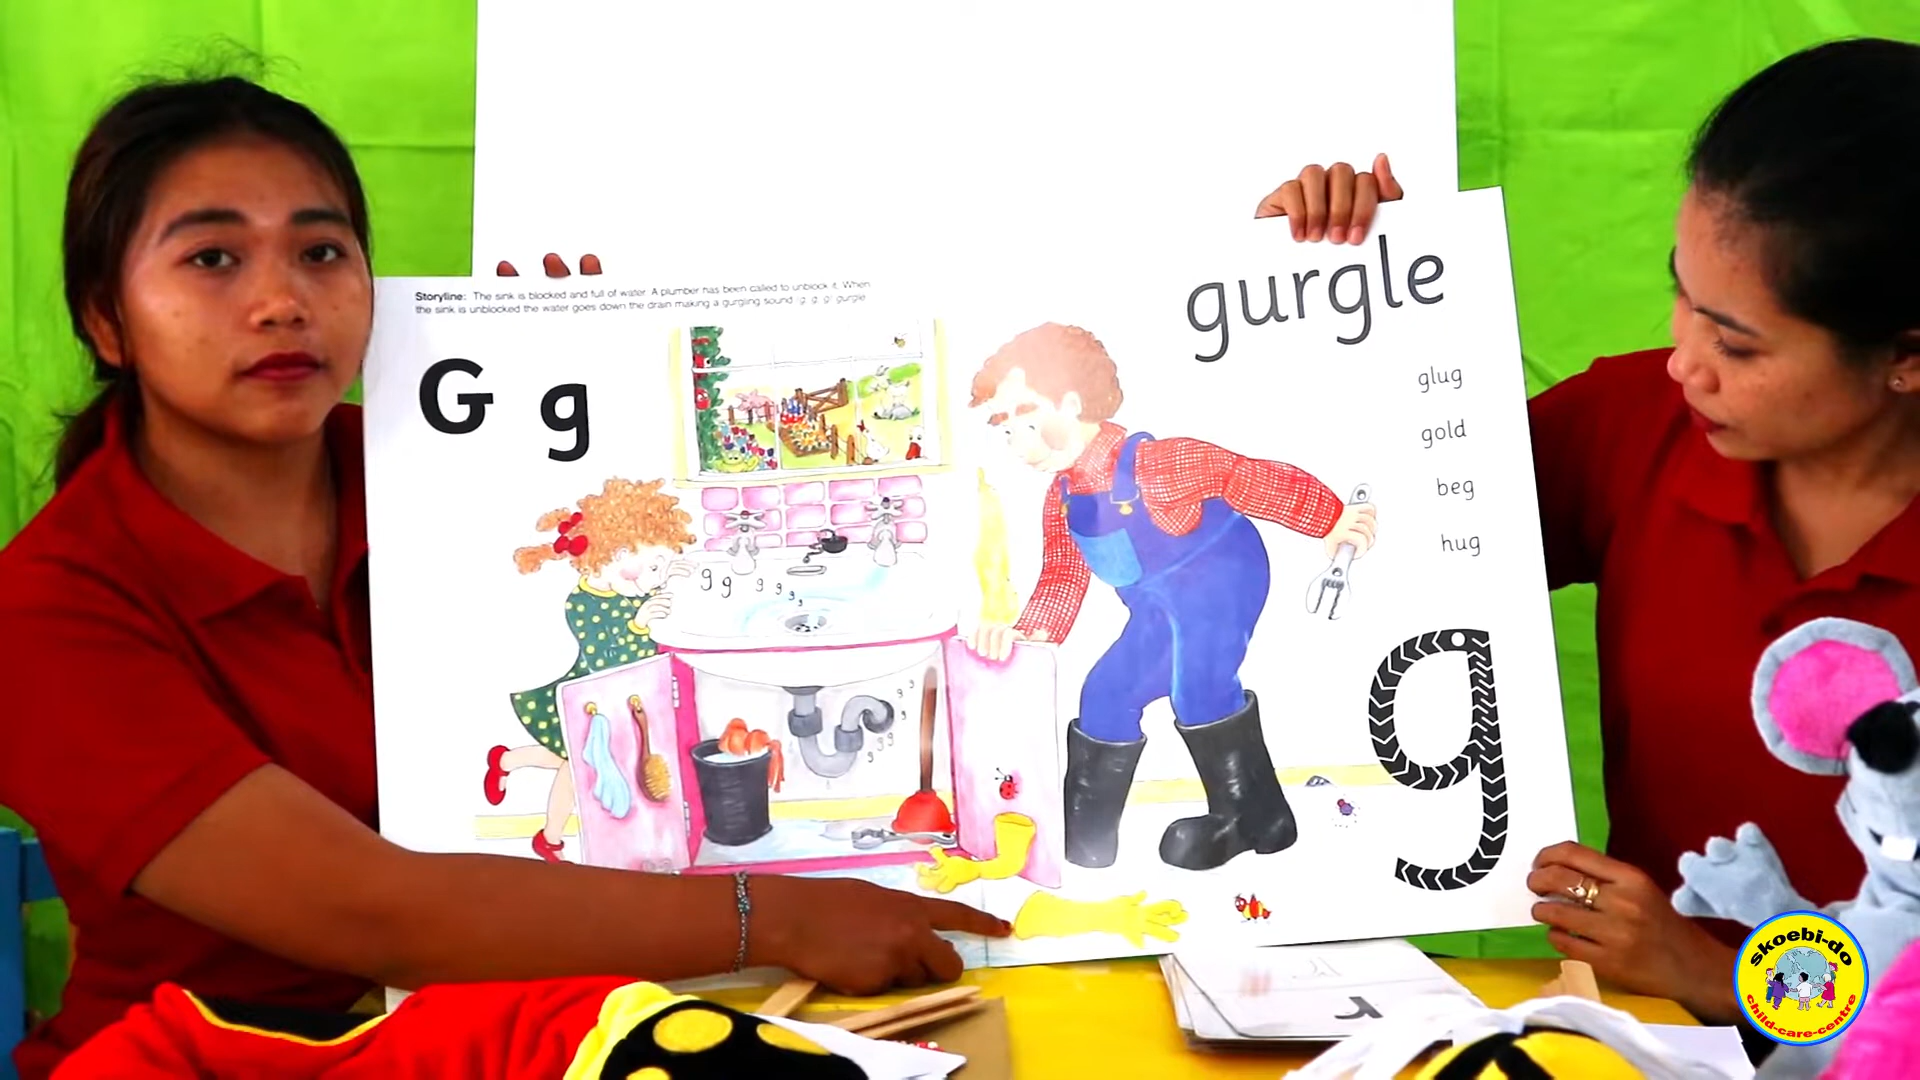 Storyline: The sink is blocked and full of water. A plumber has been called to unblock it. When
the sink is unblocked the water goes down the drain making a gurgling sound /g, g, g/ gurgle
gurgle
G g
glug
gold
beg
hug
g g g g g g
g g g g g g
g
r
skoebi-do
child-care-centre